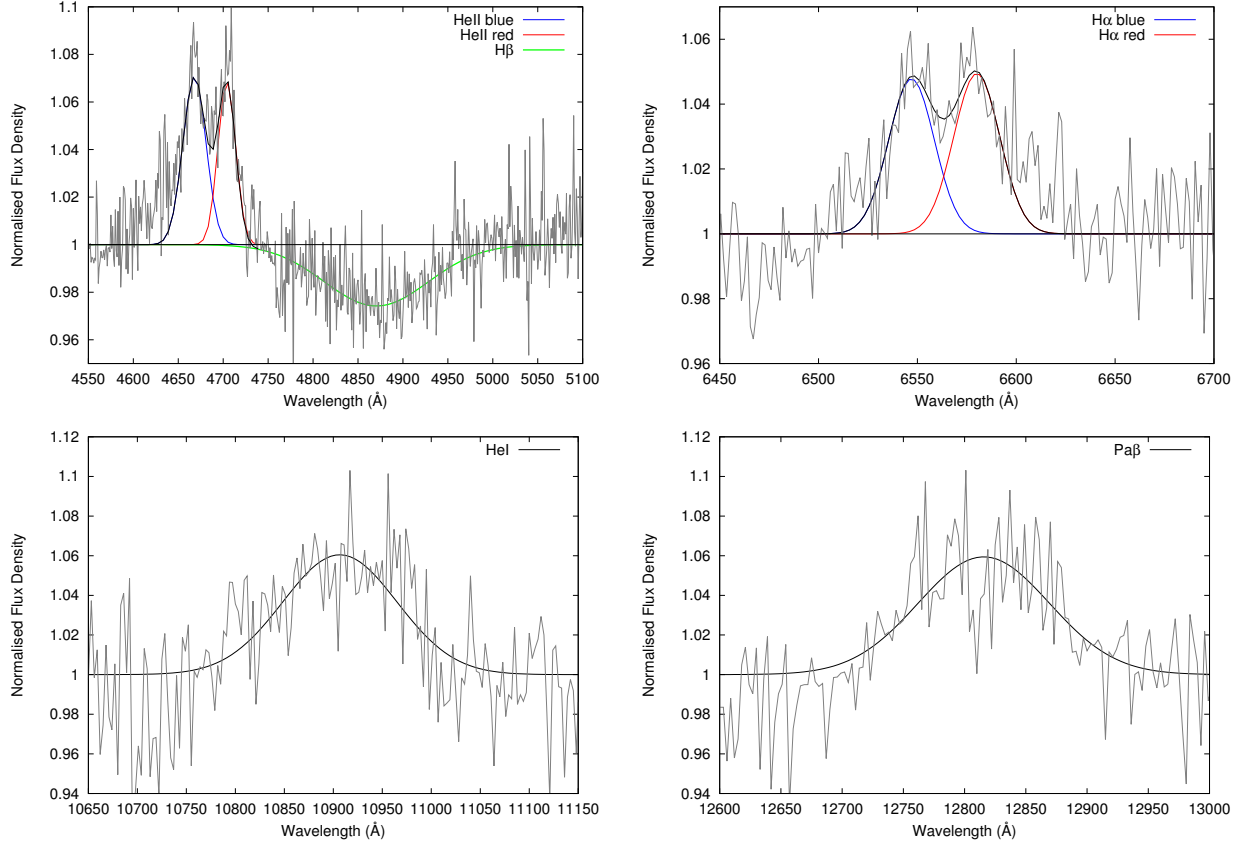 HeII blue
HeII red
Hβ
Normalised Flux Density
1.1
1.08
1.06
1.04
1.02
1
0.98
0.96
4550 4600 4650 4700 4750 4800 4850 4900 4950 5000 5050 5100
Wavelength (Å)
Hα blue
Hα red
Normalised Flux Density
1.06
1.04
1.02
1
0.98
0.96
6450 6500 6550 6600 6650 6700
Wavelength (Å)
HeI
Normalised Flux Density
1.12
1.1
1.08
1.06
1.04
1.02
1
0.98
0.96
0.94
10650 10700 10750 10800 10850 10900 10950 11000 11050 11100 11150
Wavelength (Å)
Paβ
Normalised Flux Density
1.12
1.1
1.08
1.06
1.04
1.02
1
0.98
0.96
0.94
12600 12650 12700 12750 12800 12850 12900 12950 13000
Wavelength (Å)